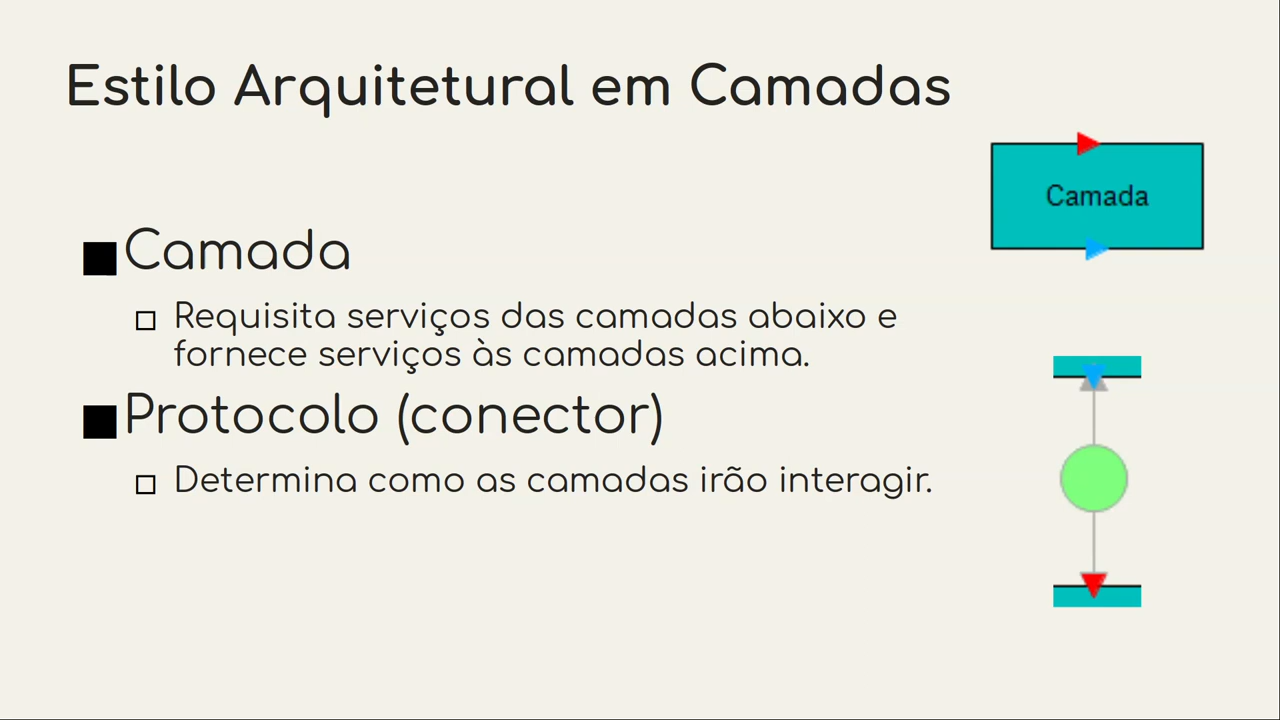 Estilo Arquitetural em Camadas
Camada
Camada
Requisita serviços das camadas abaixo e
fornece serviços às camadas acima.
Protocolo (conector)
Determina como as camadas irão interagir.